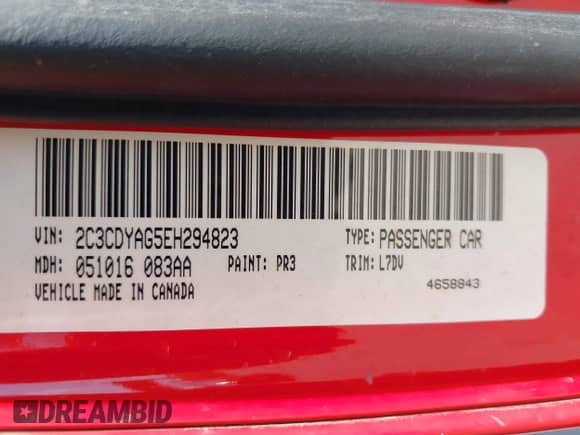 VIN: 2C3CDYAG5EH294823 TYPE: PASSENGER CAR
MDH: 051016 083AA PAINT: PR3 TRIM: L7DV
VEHICLE MADE IN CANADA 4658843
DREAMBID